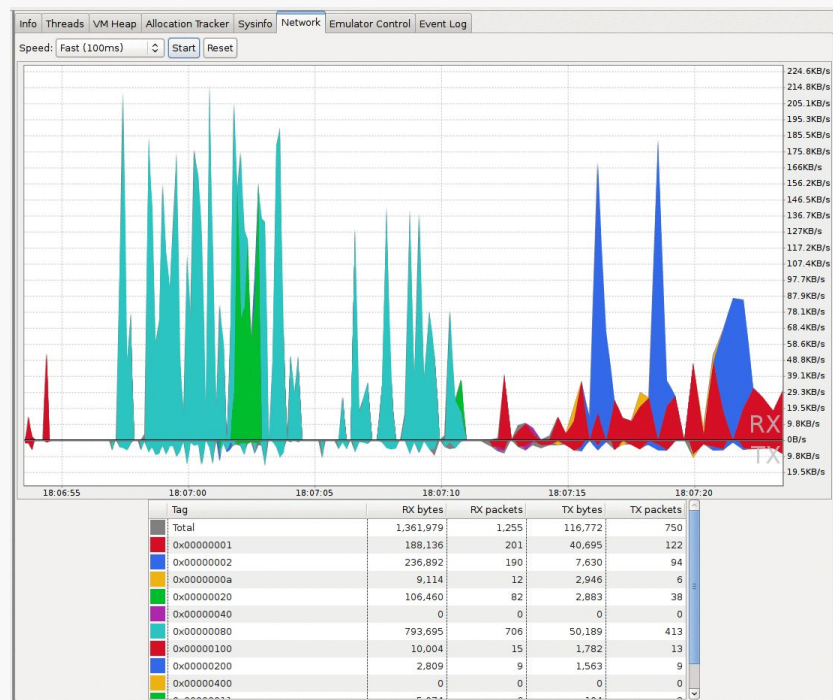 Info Threads VM Heap Allocation Tracker Sysinfo Network Emulator Control Event Log
Speed: Fast (100ms) Start Reset
224.6KB/s
214.8KB/s
205.1KB/s
195.3KB/s
185.5KB/s
175.8KB/s
166KB/s
156.2KB/s
146.5KB/s
136.7KB/s
127KB/s
117.2KB/s
107.4KB/s
97.7KB/s
87.9KB/s
78.1KB/s
68.4KB/s
58.6KB/s
48.8KB/s
39.1KB/s
29.3KB/s
19.5KB/s
RX 9.8KB/s
0B/s
TX 9.8KB/s
19.5KB/s
18:06:55 18:07:00 18:07:05 18:07:10 18:07:15 18:07:20
Tag RX bytes RX packets TX bytes TX packets
Total 1,361,979 1,255 116,772 750
0x00000001 188,136 201 40,695 122
0x00000002 236,892 190 7,630 94
0x0000000a 9,114 12 2,946 6
0x00000020 106,460 82 2,883 38
0x00000040 0 0 0 0
0x00000080 793,695 706 50,189 413
0x00000100 10,004 15 1,782 13
0x00000200 2,809 9 1,563 9
0x00000400 0 0 0 0